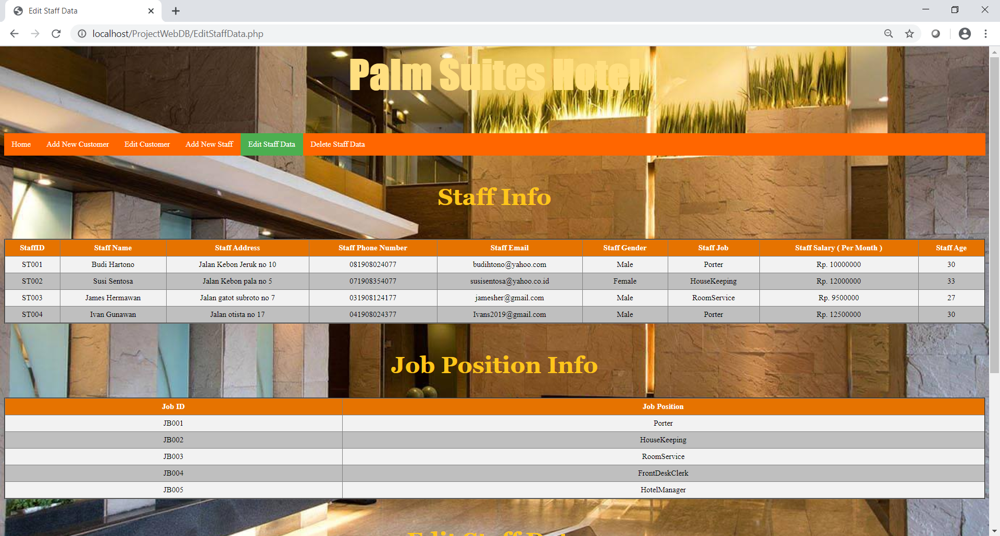 Edit Staff Data
localhost/ProjectWebDB/EditStaffData.php
Palm Suites Hotel
Home Add New Customer Edit Customer Add New Staff Edit Staff Data Delete Staff Data
Staff Info
StaffID Staff Name Staff Address Staff Phone Number Staff Email Staff Gender Staff Job Staff Salary ( Per Month ) Staff Age
ST001 Budi Hartono Jalan Kebon Jeruk no 10 081908024077 budihtono@yahoo.com Male Porter Rp. 10000000 30
ST002 Susi Sentosa Jalan Kebon pala no 5 071908354077 susisentosa@yahoo.co.id Female HouseKeeping Rp. 12000000 33
ST003 James Hermawan Jalan gatot subroto no 7 031908124177 jamesher@gmail.com Male RoomService Rp. 9500000 27
ST004 Ivan Gunawan Jalan otista no 17 041908024377 Ivans2019@gmail.com Male Porter Rp. 12500000 30
Job Position Info
Job ID Job Position
JB001 Porter
JB002 HouseKeeping
JB003 RoomService
JB004 FrontDeskClerk
JB005 HotelManager
Edit Staff Data